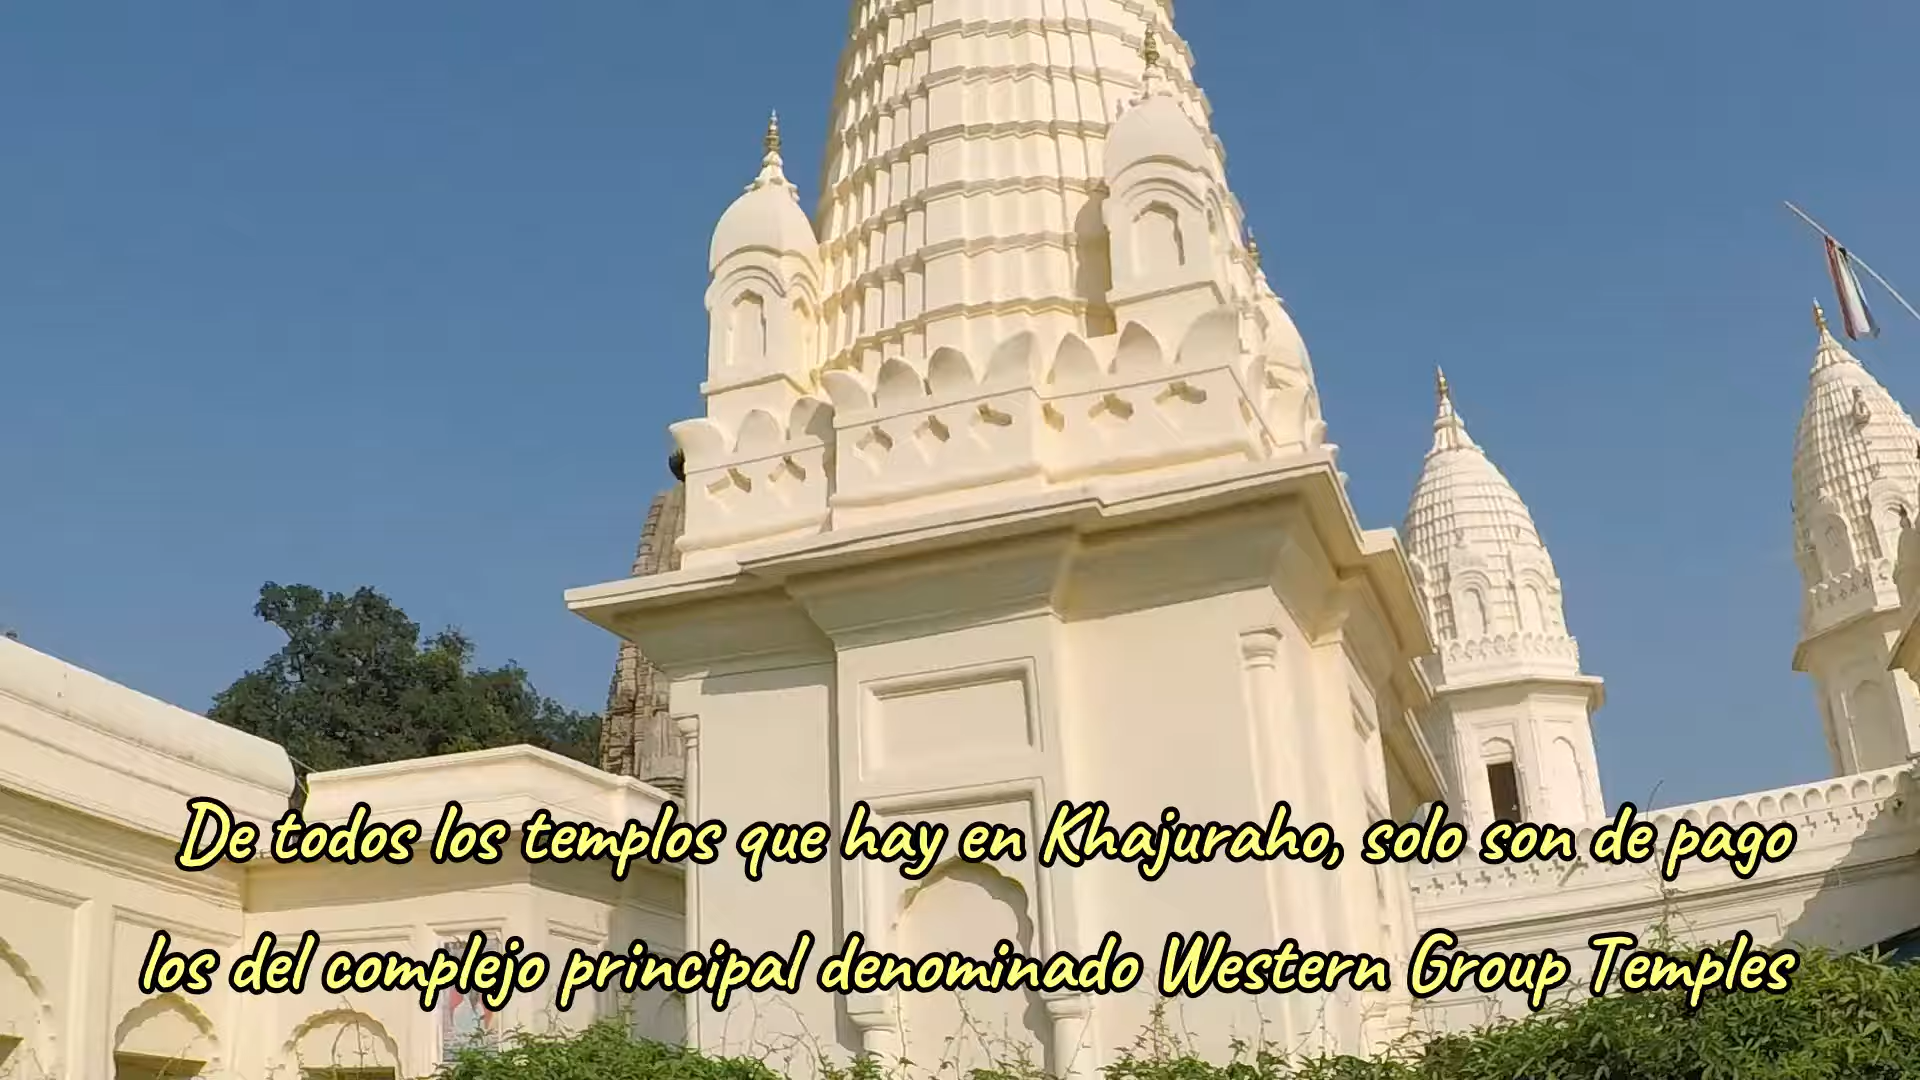 De todos los templos que hay en Khajuraho, solo son de pago
los del complejo principal denominado Western Group Temples